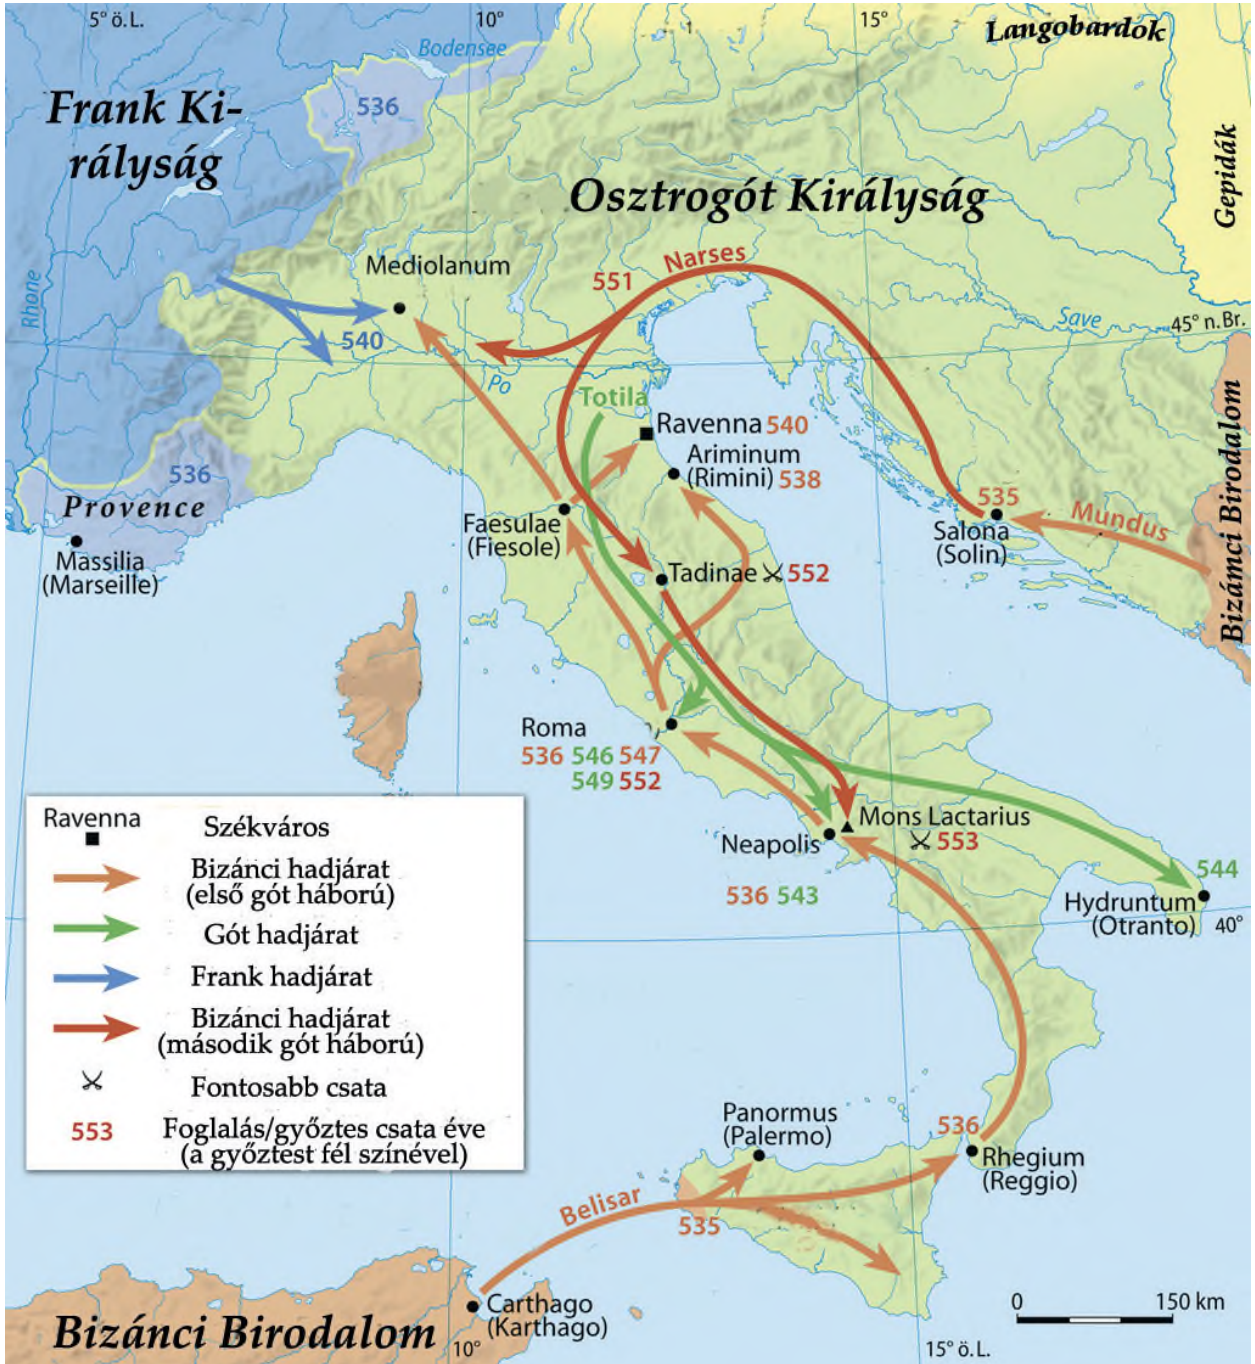 5° ö. L.
10°
15°
Langobardok
Bodensee
Frank Ki-
rályság
536
Gepidák
Osztrogót Királyság
Narses
551
Mediolanum
Rhone
Save
45° n. Br.
540
Po
Totila
Ravenna 540
Ariminum
(Rimini) 538
536
Provence
Massilia
(Marseille)
Faesulae
(Fiesole)
535
Salona
(Solin)
Mundus
Bizámci Birodalom
Tadinae 552
Roma
536 546 547
549 552
Mons Lactarius
553
Neapolis
536 543
544
Hydruntum
(Otranto)
40°
Ravenna
Székváros
Bizánci hadjárat
(első gót háború)
Gót hadjárat
Frank hadjárat
Bizánci hadjárat
(második gót háború)
Fontosabb csata
553
Foglalás/győztes csata éve
(a győztest fél színével)
Panormus
(Palermo)
536
Rhegium
(Reggio)
Belisar
535
Carthago
(Karthago)
Bizánci Birodalom
10°
15° ö. L.
0 150 km